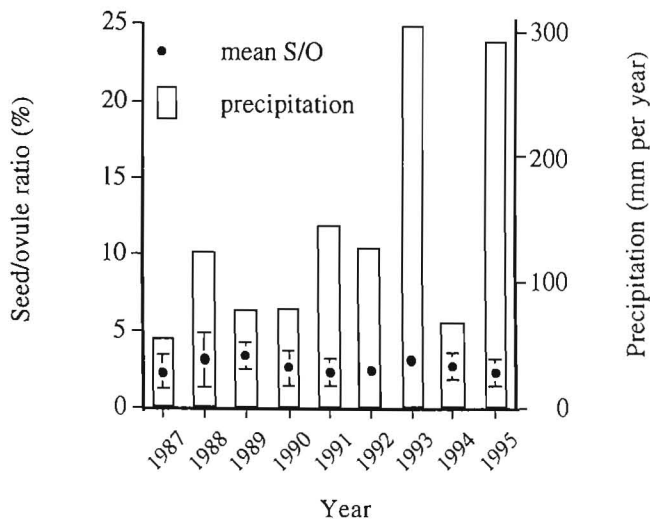 25
20
15
10
5
0
Seed/ovule ratio (%)
mean S/O
precipitation
300
200
100
0
Precipitation (mm per year)
1987 1988 1989 1990 1991 1992 1993 1994 1995
Year